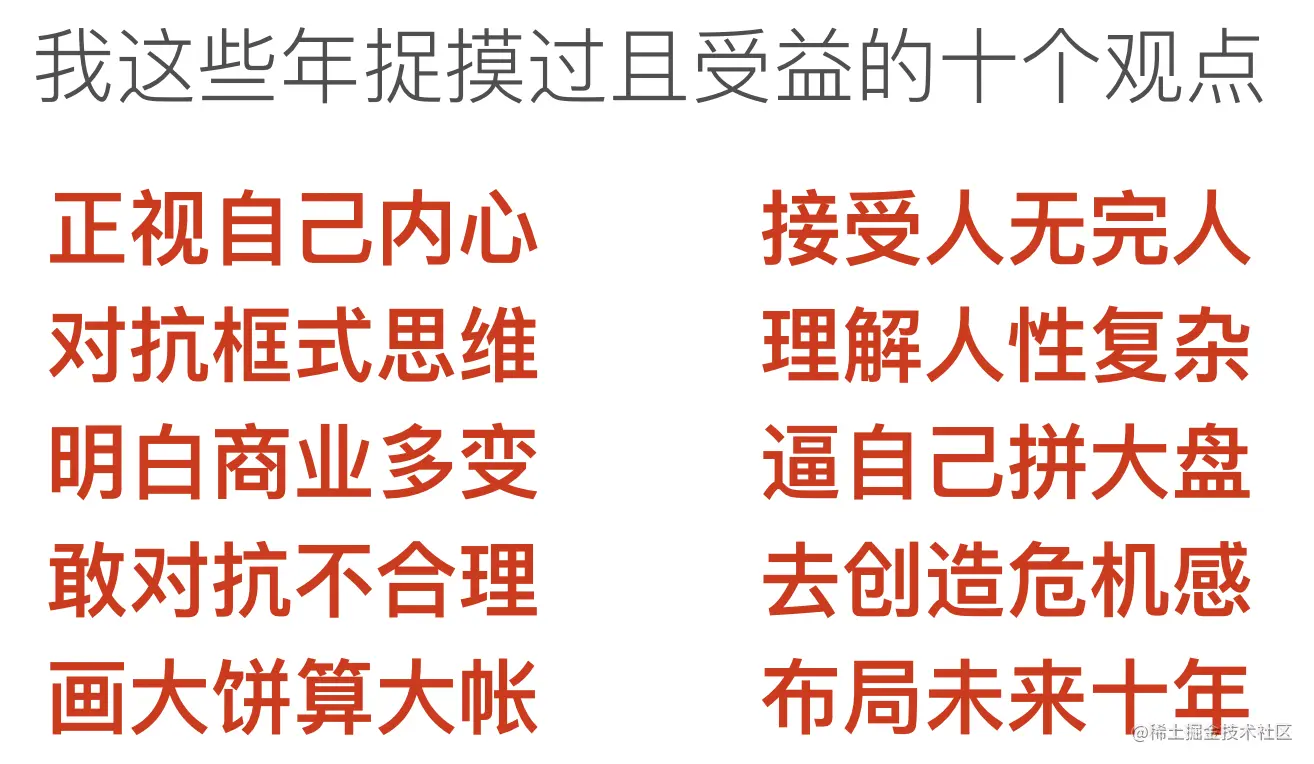 我这些年捉摸过且受益的十个观点
正视自己内心
接受人无完人
对抗框式思维
理解人性复杂
明白商业多变
逼自己拼大盘
敢对抗不合理
去创造危机感
画大饼算大帐
布局未来十年
@稀土掘金技术社区